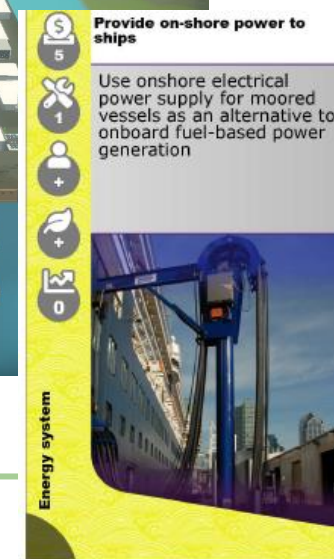 Provide on-shore power to
ships
$
5
1
+
+
0
Use onshore electrical
power supply for moored
vessels as an alternative to
onboard fuel-based power
generation
Energy system